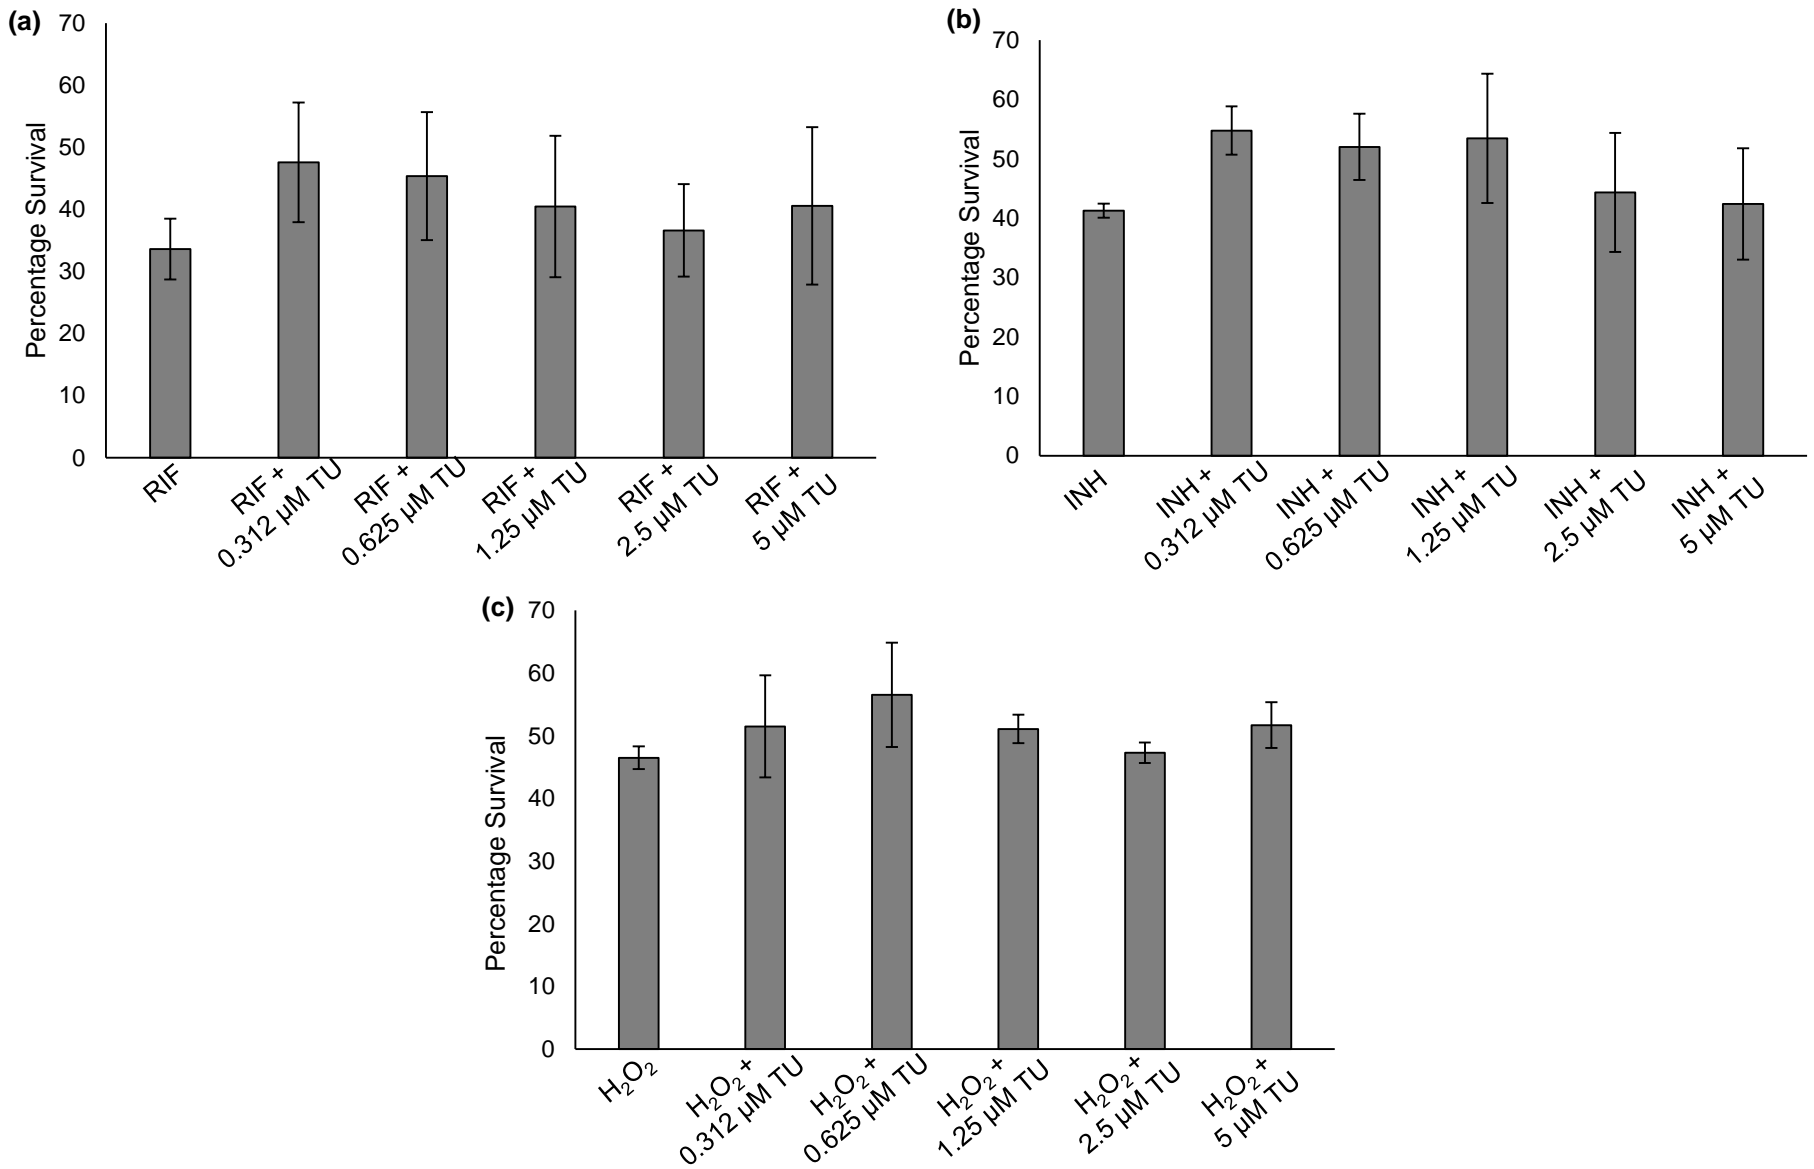 (a)
70
60
50
40
30
20
10
0
Percentage Survival
RIF
RIF +
0.312 µM TU
RIF +
0.625 µM TU
RIF +
1.25 µM TU
RIF +
2.5 µM TU
RIF +
5 µM TU
(b)
70
60
50
40
30
20
10
0
Percentage Survival
INH
INH +
0.312 µM TU
INH +
0.625 µM TU
INH +
1.25 µM TU
INH +
2.5 µM TU
INH +
5 µM TU
(c)
70
60
50
40
30
20
10
0
Percentage Survival
H₂O₂
H₂O₂ +
0.312 µM TU
H₂O₂ +
0.625 µM TU
H₂O₂ +
1.25 µM TU
H₂O₂ +
2.5 µM TU
H₂O₂ +
5 µM TU